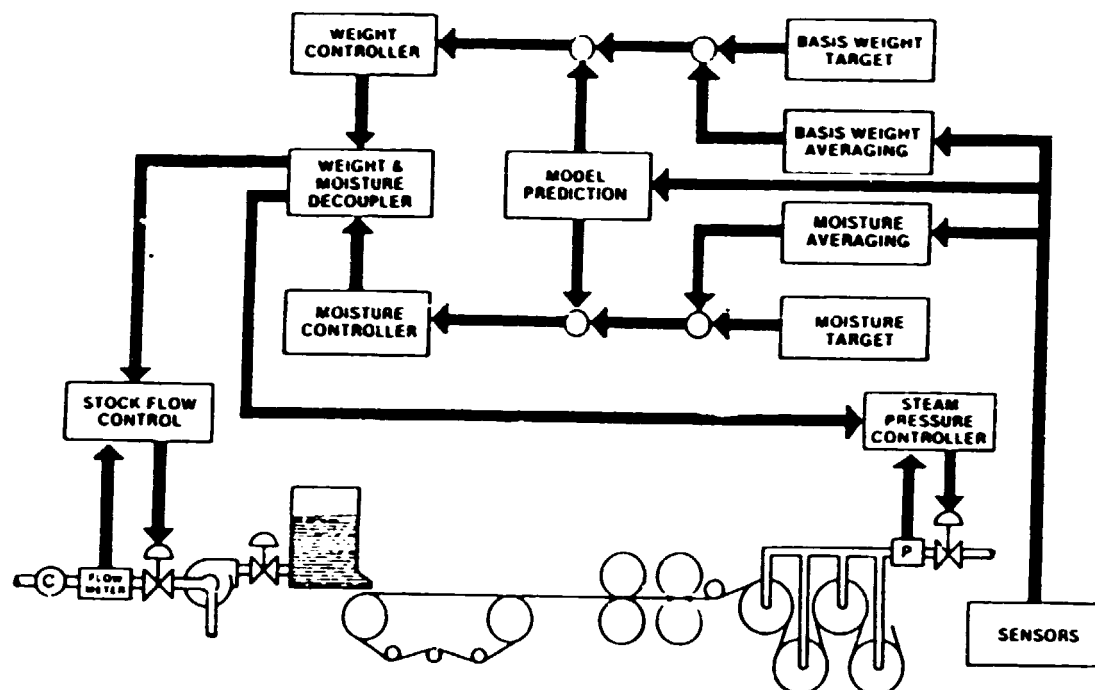 WEIGHT
CONTROLLER
BASIS WEIGHT
TARGET
BASIS WEIGHT
AVERAGING
WEIGHT &
MOISTURE
DECOUPLER
MODEL
PREDICTION
MOISTURE
AVERAGING
MOISTURE
CONTROLLER
MOISTURE
TARGET
STOCK FLOW
CONTROL
STEAM
PRESSURE
CONTROLLER
C
FLOW
METER
P
SENSORS